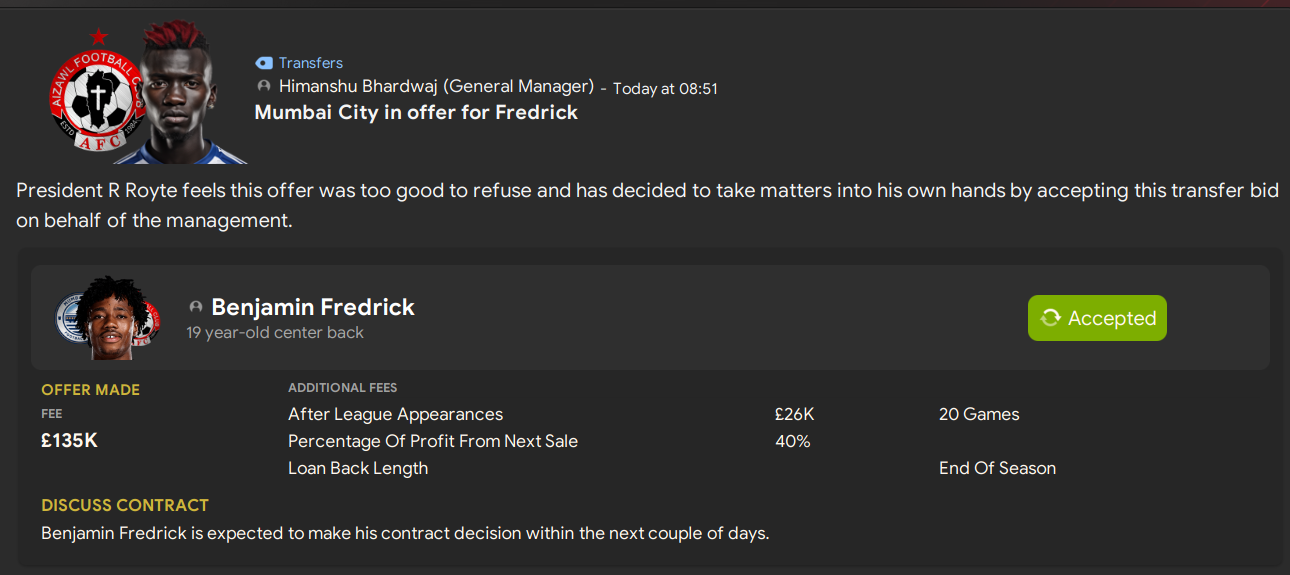 AIZAWL FOOTBALL CLUB
ESTD 1984
AFC
Transfers
Himanshu Bhardwaj (General Manager) - Today at 08:51
Mumbai City in offer for Fredrick
President R Royte feels this offer was too good to refuse and has decided to take matters into his own hands by accepting this transfer bid
on behalf of the management.
Benjamin Fredrick
19 year-old center back
Accepted
OFFER MADE
FEE
£135K
ADDITIONAL FEES
After League Appearances £26K 20 Games
Percentage Of Profit From Next Sale 40%
Loan Back Length End Of Season
DISCUSS CONTRACT
Benjamin Fredrick is expected to make his contract decision within the next couple of days.